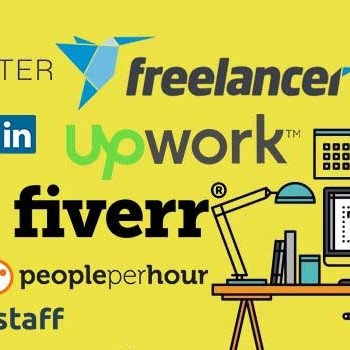 TER
freelancer
in
upwork™
fiverr®
peopleperhour
staff